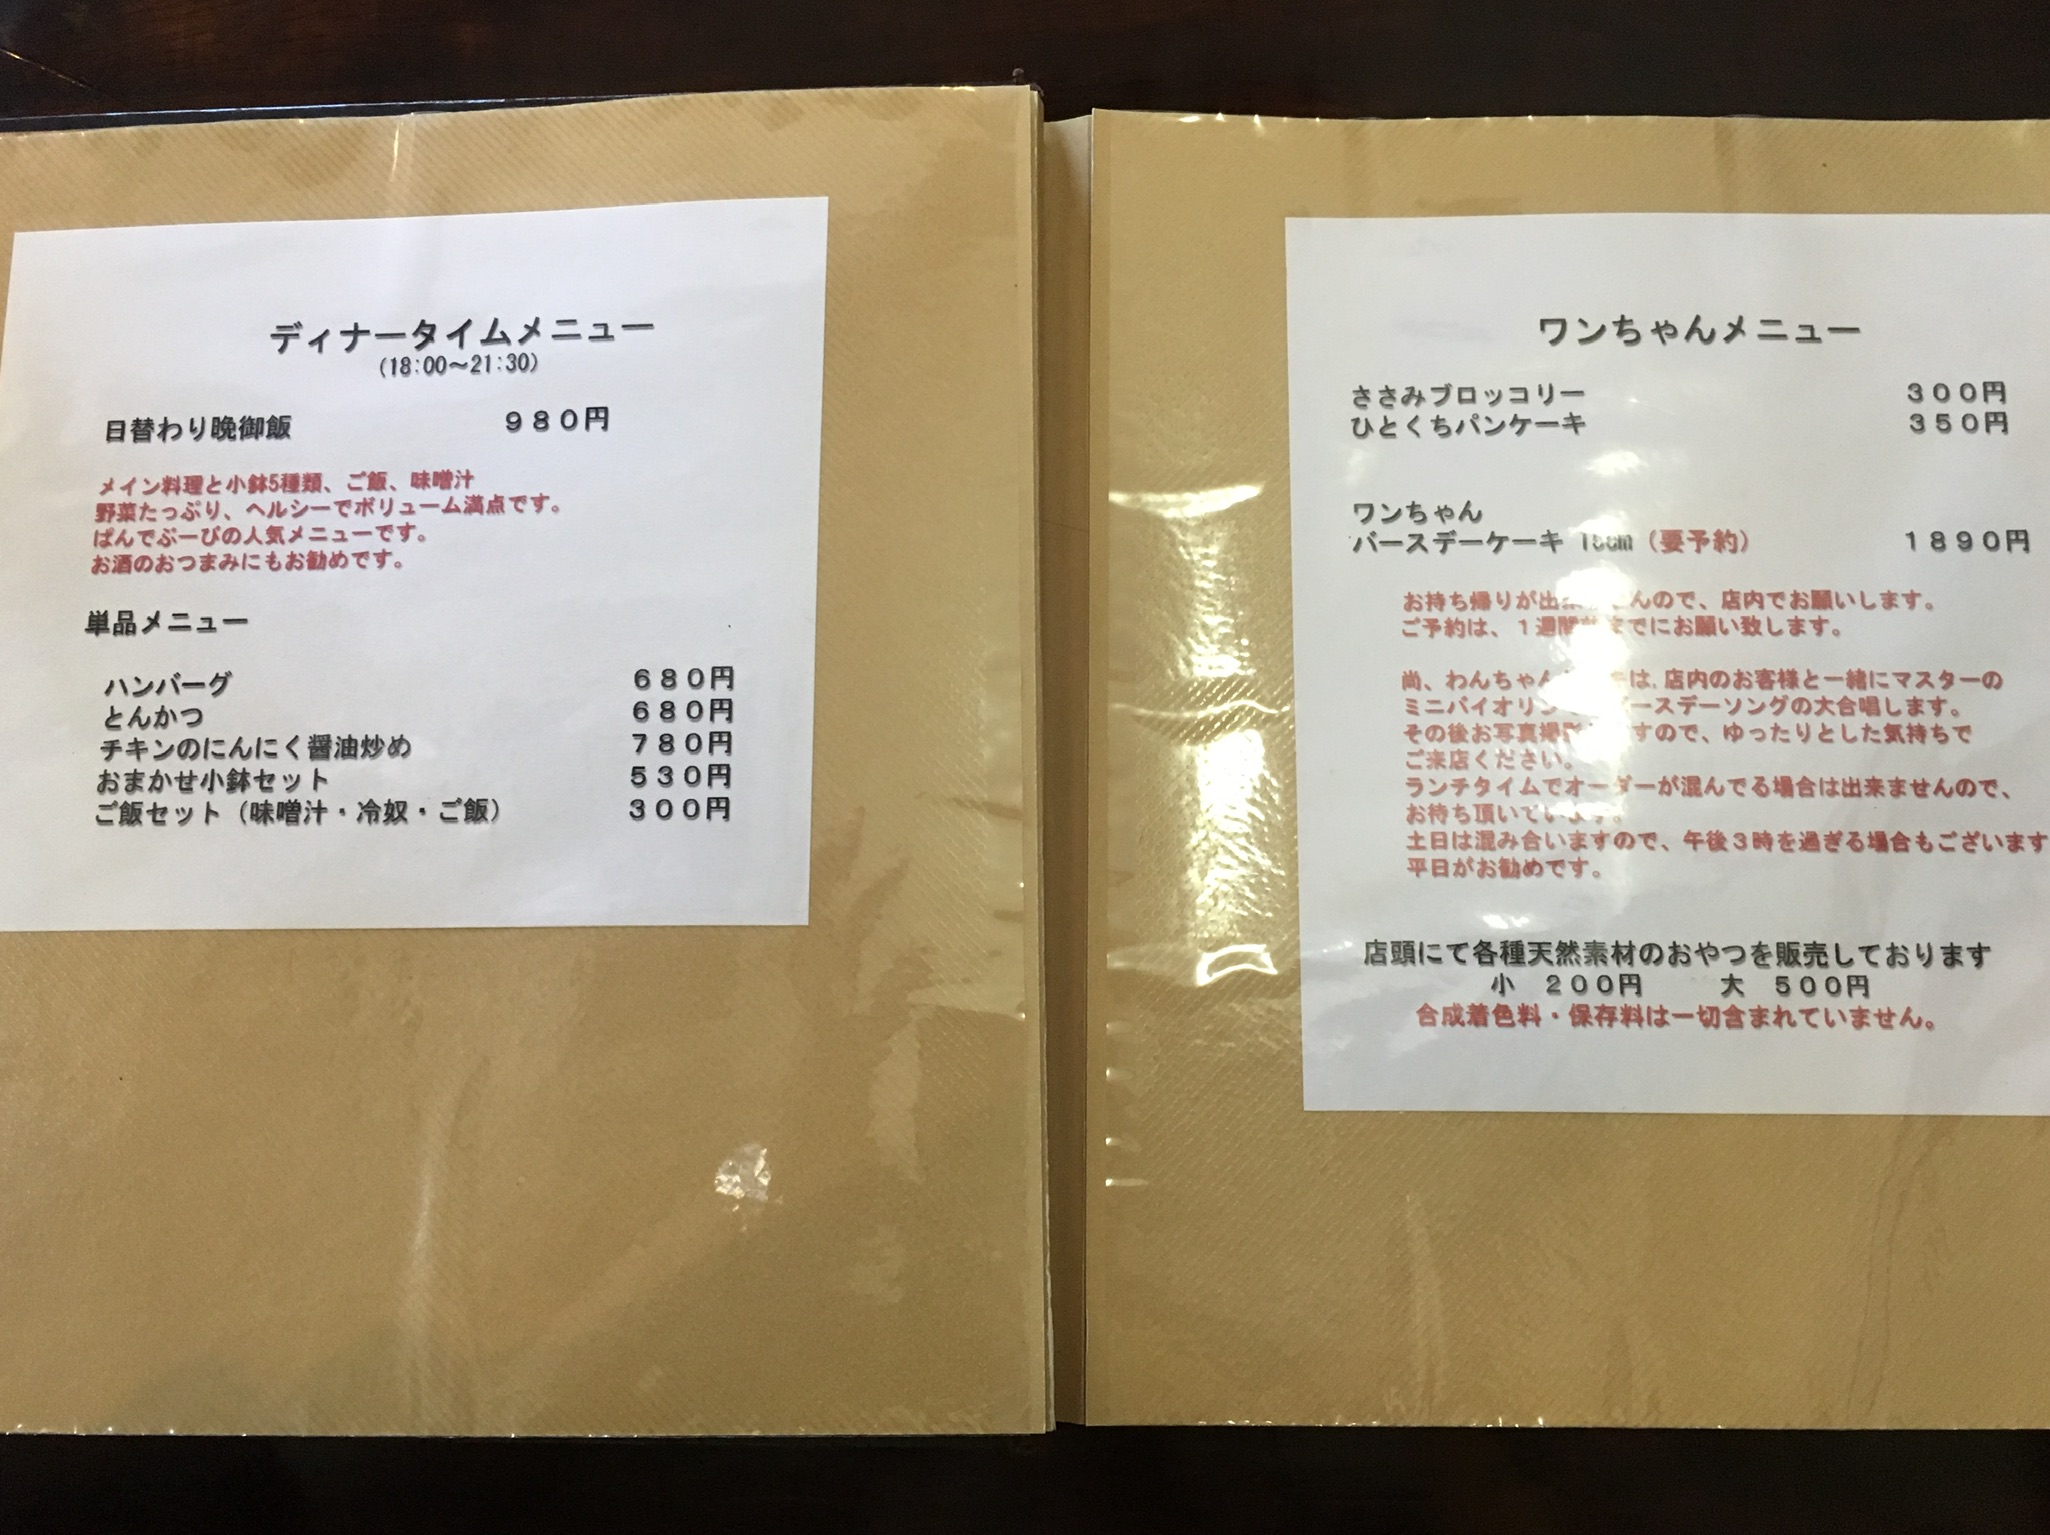 ディナータイムメニュー
(18:00～21:30)
日替わり晩御飯 980円
メイン料理と小鉢5種類、ご飯、味噌汁
野菜たっぷり、ヘルシーでボリューム満点です。
ぱんでぶーぴの人気メニューです。
お酒のおつまみにもお勧めです。
単品メニュー
ハンバーグ 680円
とんかつ 680円
チキンのにんにく醤油炒め 780円
おまかせ小鉢セット 530円
ご飯セット（味噌汁・冷奴・ご飯） 300円
ワンちゃんメニュー
ささみブロッコリー 300円
ひとくちパンケーキ 350円
ワンちゃん
バースデーケーキ 15cm（要予約） 1890円
お持ち帰りが出来ませんので、店内でお願いします。
ご予約は、１週間前までにお願い致します。
尚、わんちゃん は、店内のお客様と一緒にマスターの
ミニバイオリン バースデーソングの大合唱します。
その後お写真撮影 ますので、ゆったりとした気持ちで
ご来店ください。
ランチタイムでオーダーが混んでる場合は出来ませんので、
お待ち頂いています。
土日は混み合いますので、午後３時を過ぎる場合もございます
平日がお勧めです。
店頭にて各種天然素材のおやつを販売しております
小 200円 大 500円
合成着色料・保存料は一切含まれていません。